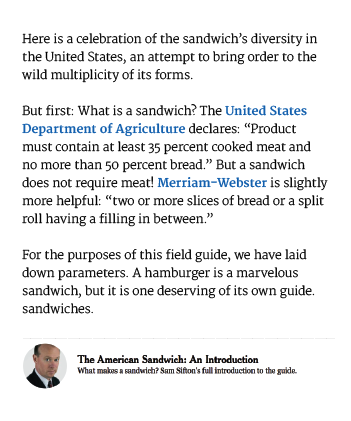 Here is a celebration of the sandwich’s diversity in
the United States, an attempt to bring order to the
wild multiplicity of its forms.
But first: What is a sandwich? The United States
Department of Agriculture declares: “Product
must contain at least 35 percent cooked meat and
no more than 50 percent bread.” But a sandwich
does not require meat! Merriam-Webster is slightly
more helpful: “two or more slices of bread or a split
roll having a filling in between.”
For the purposes of this field guide, we have laid
down parameters. A hamburger is a marvelous
sandwich, but it is one deserving of its own guide.
sandwiches.
The American Sandwich: An Introduction
What makes a sandwich? Sam Sifton's full introduction to the guide.